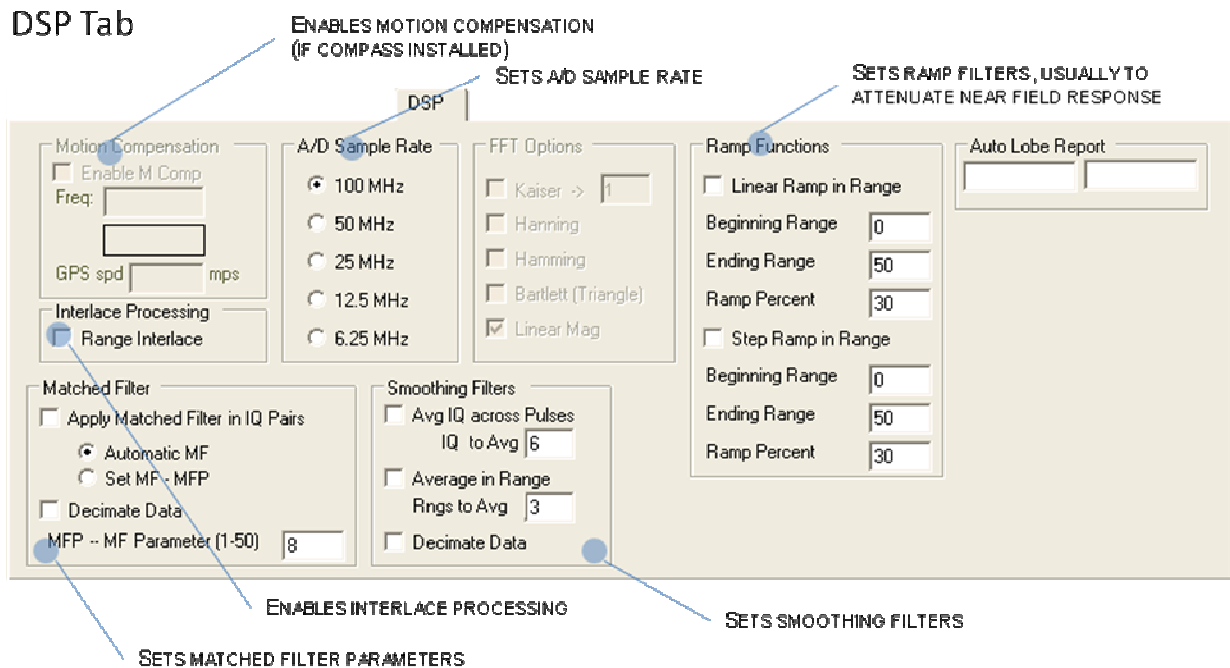 DSP Tab
ENABLES MOTION COMPENSATION
(IF COMPASS INSTALLED)
SETS A/D SAMPLE RATE
SETS RAMP FILTERS, USUALLY TO
ATTENUATE NEAR FIELD RESPONSE
DSP
Motion Compensation
Enable M Comp
Freq:
GPS spd mps
Interlace Processing
Range Interlace
A/D Sample Rate
100 MHz
50 MHz
25 MHz
12.5 MHz
6.25 MHz
FFT Options
Kaiser -> 1
Hanning
Hamming
Bartlett (Triangle)
Linear Mag
Ramp Functions
Linear Ramp in Range
Beginning Range 0
Ending Range 50
Ramp Percent 30
Step Ramp in Range
Beginning Range 0
Ending Range 50
Ramp Percent 30
Auto Lobe Report
Matched Filter
Apply Matched Filter in IQ Pairs
Automatic MF
Set MF - MFP
Decimate Data
MFP -- MF Parameter (1-50) 8
Smoothing Filters
Avg IQ across Pulses
IQ to Avg 6
Average in Range
Rngs to Avg 3
Decimate Data
ENABLES INTERLACE PROCESSING
SETS SMOOTHING FILTERS
SETS MATCHED FILTER PARAMETERS